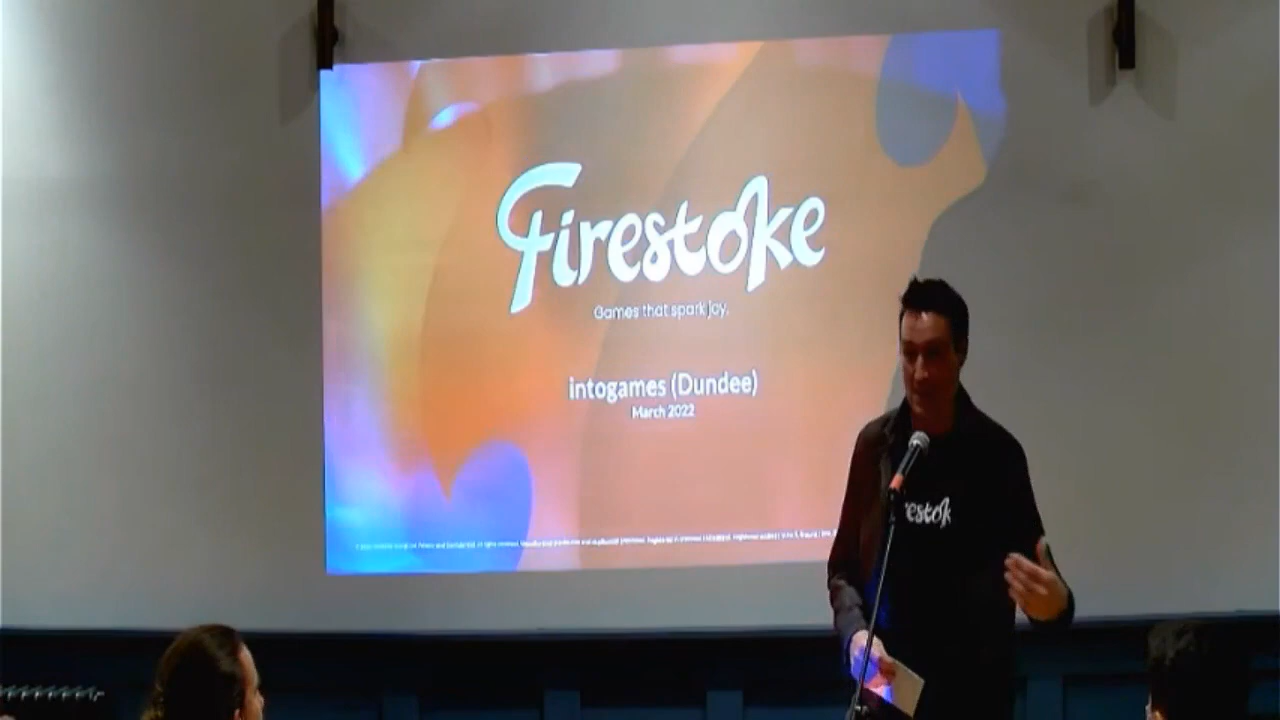 Firestoke
Games that spark joy.
intogames (Dundee)
March 2022
restok